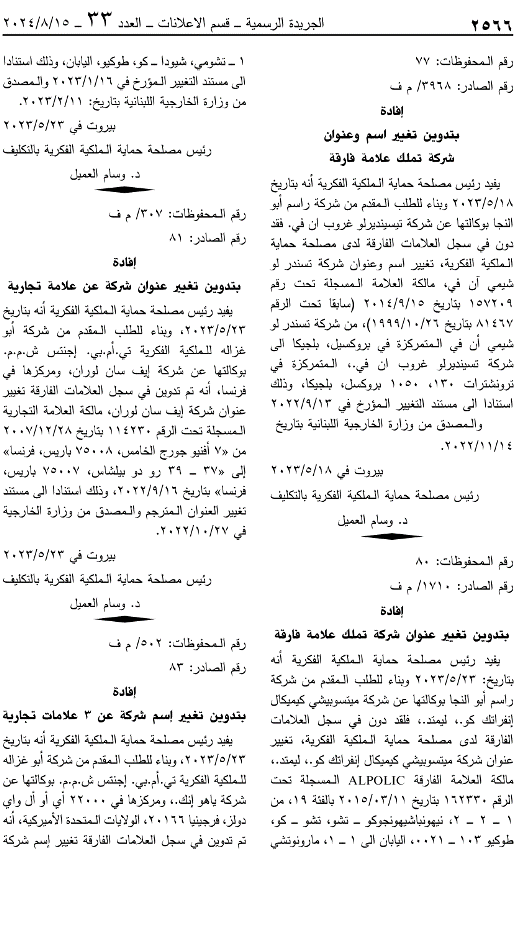 ٢٥٦٦
الجريدة الرسمية ـ قسم الاعلانات ـ العدد ٣٣ ـ ٢٠٢٤/٨/١٥
رقم المحفوظات: ٧٧
رقم الصادر: ٣٩٦٨/ م ف
إفادة
بتدوين تغيير اسم وعنوان
شركة تملك علامة فارقة
يفيد رئيس مصلحة حماية الملكية الفكرية أنه بتاريخ
٢٠٢٣/٥/١٨ وبناء للطلب المقدم من شركة راسم أبو
النجا بوكالتها عن شركة تيسينديرلو غروب ان في. فقد
دون في سجل العلامات الفارقة لدى مصلحة حماية
الملكية الفكرية، تغيير اسم وعنوان شركة تسندر لو
شيمي أن في، مالكة العلامة المسجلة تحت رقم
١٥٧٢٠٩ بتاريخ ٢٠١٤/٩/١٥ (سابقا تحت الرقم
٨١٤٦٧ بتاريخ ١٩٩٩/١٠/٢٦)، من شركة تسندر لو
شيمي أن في المتمركزة في بروكسيل، بلجيكا الى
شركة تسينديرلو غروب ان في.، المتمركزة في
ترونشترات ١٣٠، ١٠٥٠ بروكسل، بلجيكا، وذلك
استنادا الى مستند التغيير المؤرخ في ٢٠٢٢/٩/١٣
والمصدق من وزارة الخارجية اللبنانية بتاريخ
٢٠٢٢/١١/١٤.
بيروت في ٢٠٢٣/٥/١٨
رئيس مصلحة حماية الملكية الفكرية بالتكليف
د. وسام العميل
رقم المحفوظات: ٨٠
رقم الصادر: ١٧١٠/ م ف
إفادة
بتدوين تغيير عنوان شركة تملك علامة فارقة
يفيد رئيس مصلحة حماية الملكية الفكرية أنه
بتاريخ: ٢٠٢٣/٥/٢٣ وبناء للطلب المقدم من شركة
راسم أبو النجا بوكالتها عن شركة ميتسوبيشي كيميكال
إنفراتك كو.، ليمتد.، فلقد دون في سجل العلامات
الفارقة لدى مصلحة حماية الملكية الفكرية، تغيير
عنوان شركة ميتسوبيشي كيميكال إنفراتك كو.، ليمتد.،
مالكة العلامة الفارقة ALPOLIC المسجلة تحت
الرقم ١٦٢٣٣٠ بتاريخ ٢٠١٥/٠٣/١١ بالفئة ١٩، من
١ ـ ٢ ـ ٢، نيهونباشيهونجوكو ـ تشو، تشو ـ كو،
طوكيو ١٠٣ ـ ٠٠٢١، اليابان الى ١ ـ ١، مارونوتشي
١ ـ تشومي، شيودا ـ كو، طوكيو، اليابان، وذلك استنادا
الى مستند التغيير المؤرخ في ٢٠٢٣/١/١٦ والمصدق
من وزارة الخارجية اللبنانية بتاريخ: ٢٠٢٣/٢/١١.
بيروت في ٢٠٢٣/٥/٢٣
رئيس مصلحة حماية الملكية الفكرية بالتكليف
د. وسام العميل
رقم المحفوظات: ٣٠٧/ م ف
رقم الصادر: ٨١
إفادة
بتدوين تغيير عنوان شركة عن علامة تجارية
يفيد رئيس مصلحة حماية الملكية الفكرية أنه بتاريخ
٢٠٢٣/٥/٢٣، وبناء للطلب المقدم من شركة أبو
غزاله للملكية الفكرية تي.أم.بي. إجنتس ش.م.م.
بوكالتها عن شركة إيف سان لوران، ومركزها في
فرنسا، أنه تم تدوين في سجل العلامات الفارقة تغيير
عنوان شركة إيف سان لوران، مالكة العلامة التجارية
المسجلة تحت الرقم ١١٤٢٣٠ بتاريخ ٢٠٠٧/١٢/٢٨
من «٧ أفنيو جورج الخامس، ٧٥٠٠٨ باريس، فرنسا»
إلى «٣٧ ـ ٣٩ رو دو بيلشاس، ٧٥٠٠٧ باريس،
فرنسا» بتاريخ ٢٠٢٢/٩/١٦، وذلك استنادا الى مستند
تغيير العنوان المترجم والمصدق من وزارة الخارجية
في ٢٠٢٢/١٠/٢٧.
بيروت في ٢٠٢٣/٥/٢٣
رئيس مصلحة حماية الملكية الفكرية بالتكليف
د. وسام العميل
رقم المحفوظات: ٥٠٢/ م ف
رقم الصادر: ٨٣
إفادة
بتدوين تغيير إسم شركة عن ٣ علامات تجارية
يفيد رئيس مصلحة حماية الملكية الفكرية أنه بتاريخ
٢٠٢٣/٥/٢٣، وبناء للطلب المقدم من شركة أبو غزاله
للملكية الفكرية تي.أم.بي. إجنتس ش.م.م. بوكالتها عن
شركة ياهو إنك.، ومركزها في ٢٢٠٠٠ أي أو أل واي
دولز، فرجينيا ٢٠١٦٦، الولايات المتحدة الأميركية، أنه
تم تدوين في سجل العلامات الفارقة تغيير إسم شركة